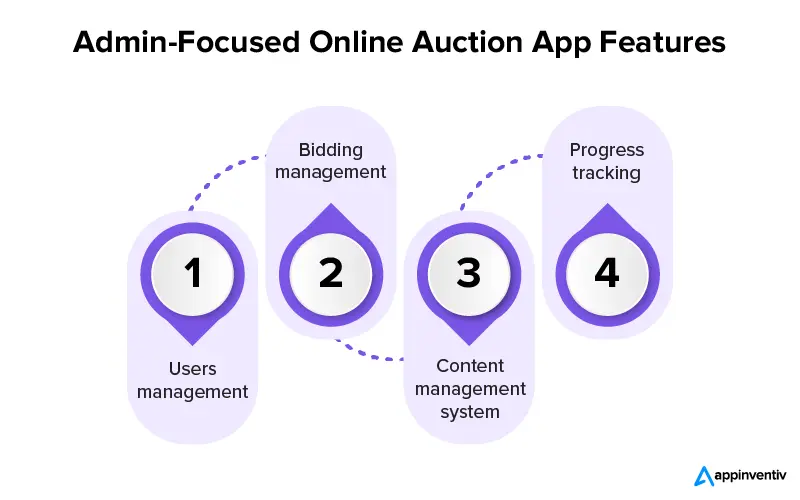 Admin-Focused Online Auction App Features
1
Users
management
Bidding
management
2
3
Content
management
system
Progress
tracking
4
appinventiv